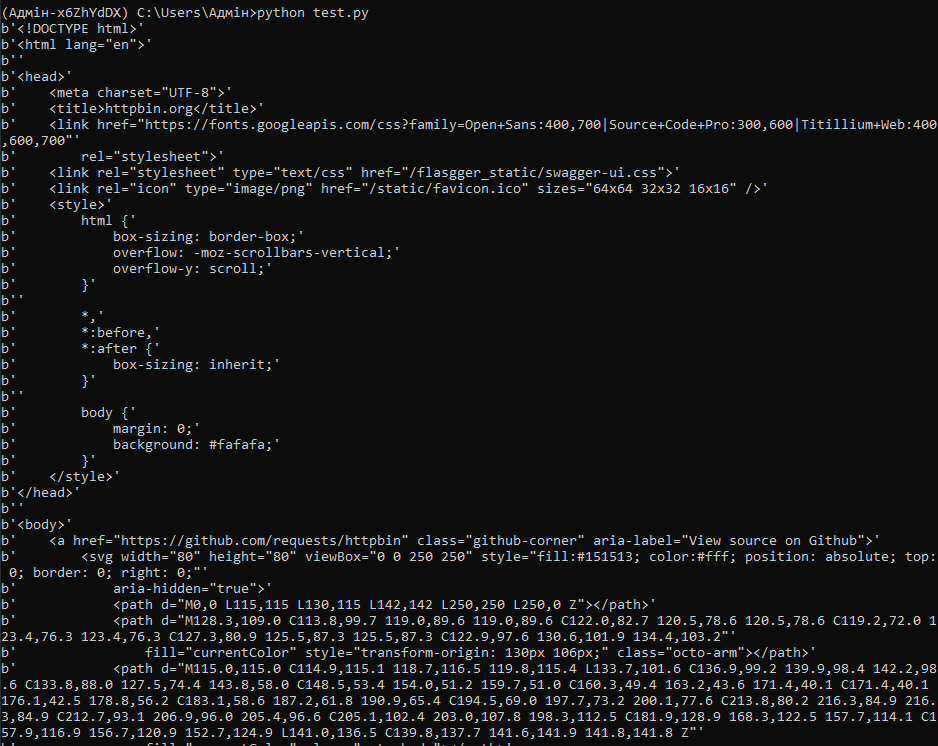 (Адмін-x6ZhYdDX) C:\Users\Адмін>python test.py
b'<!DOCTYPE html>'
b'<html lang="en">'
b''
b'<head>'
b'    <meta charset="UTF-8">'
b'    <title>httpbin.org</title>'
b'    <link href="https://fonts.googleapis.com/css?family=Open+Sans:400,700|Source+Code+Pro:300,600|Titillium+Web:400
,600,700"'
b'        rel="stylesheet">'
b'    <link rel="stylesheet" type="text/css" href="/flasgger_static/swagger-ui.css">'
b'    <link rel="icon" type="image/png" href="/static/favicon.ico" sizes="64x64 32x32 16x16" />'
b'    <style>'
b'        html {'
b'            box-sizing: border-box;'
b'            overflow: -moz-scrollbars-vertical;'
b'            overflow-y: scroll;'
b'        }'
b''
b'        *,'
b'        *:before,'
b'        *:after {'
b'            box-sizing: inherit;'
b'        }'
b''
b'        body {'
b'            margin: 0;'
b'            background: #fafafa;'
b'        }'
b'    </style>'
b'</head>'
b''
b'<body>'
b'    <a href="https://github.com/requests/httpbin" class="github-corner" aria-label="View source on Github">'
b'        <svg width="80" height="80" viewBox="0 0 250 250" style="fill:#151513; color:#fff; position: absolute; top:
 0; border: 0; right: 0;"'
b'            aria-hidden="true">'
b'            <path d="M0,0 L115,115 L130,115 L142,142 L250,250 L250,0 Z"></path>'
b'            <path d="M128.3,109.0 C113.8,99.7 119.0,89.6 119.0,89.6 C122.0,82.7 120.5,78.6 120.5,78.6 C119.2,72.0 1
23.4,76.3 123.4,76.3 C127.3,80.9 125.5,87.3 125.5,87.3 C122.9,97.6 130.6,101.9 134.4,103.2"'
b'                fill="currentColor" style="transform-origin: 130px 106px;" class="octo-arm"></path>'
b'            <path d="M115.0,115.0 C114.9,115.1 118.7,116.5 119.8,115.4 L133.7,101.6 C136.9,99.2 139.9,98.4 142.2,98
.6 C133.8,88.0 127.5,74.4 143.8,58.0 C148.5,53.4 154.0,51.2 159.7,51.0 C160.3,49.4 163.2,43.6 171.4,40.1 C171.4,40.1
176.1,42.5 178.8,56.2 C183.1,58.6 187.2,61.8 190.9,65.4 C194.5,69.0 197.7,73.2 200.1,77.6 C213.8,80.2 216.3,84.9 216.
3,84.9 C212.7,93.1 206.9,96.0 205.4,96.6 C205.1,102.4 203.0,107.8 198.3,112.5 C181.9,128.9 168.3,122.5 157.7,114.1 C1
57.9,116.9 156.7,120.9 152.7,124.9 L141.0,136.5 C139.8,137.7 141.6,141.9 141.8,141.8 Z"'